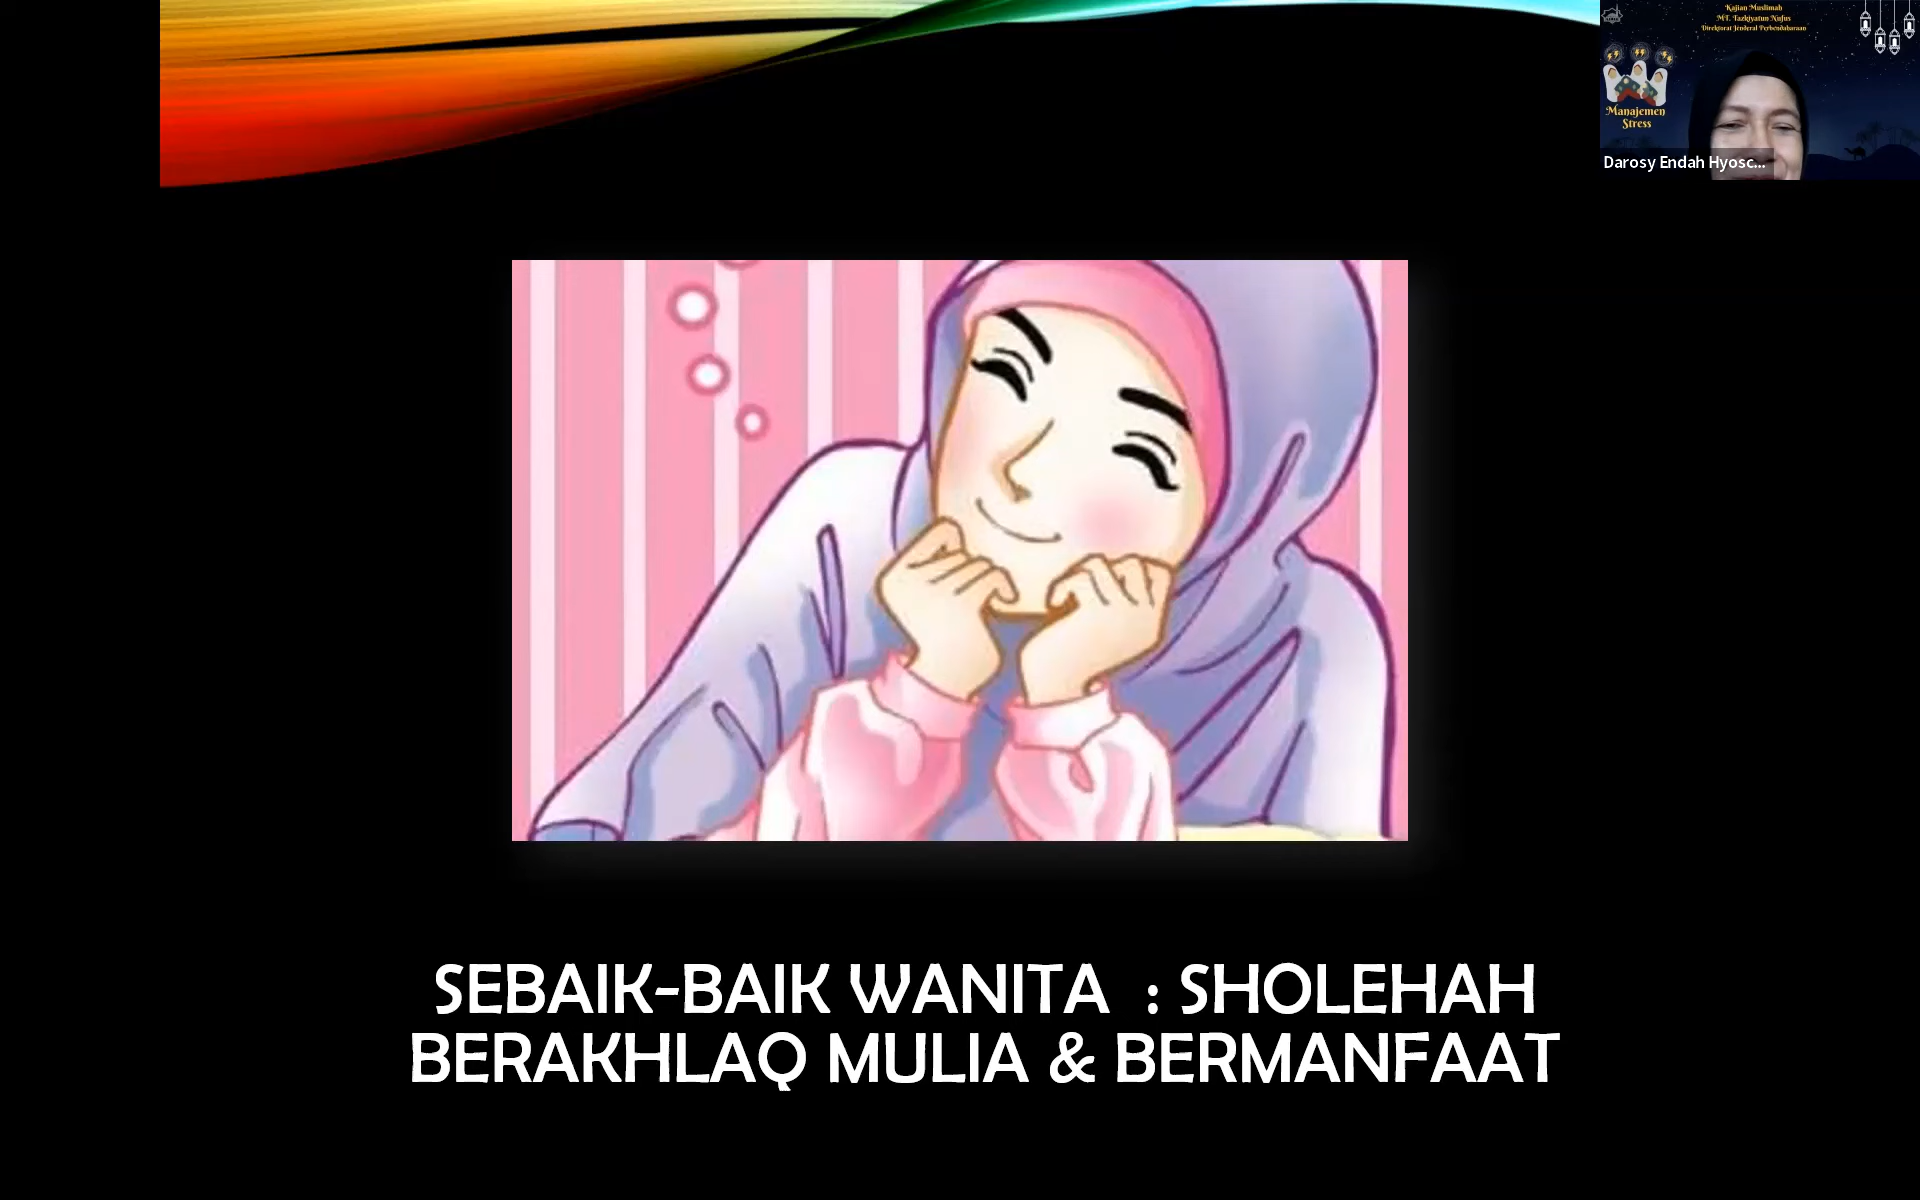 Kajian Muslimah
MT. Tazkiyatun Nufus
Direktorat Jenderal Perbendaharaan
Manajemen
Stress
Darosy Endah Hyosc...
SEBAIK-BAIK WANITA : SHOLEHAH
BERAKHLAQ MULIA & BERMANFAAT